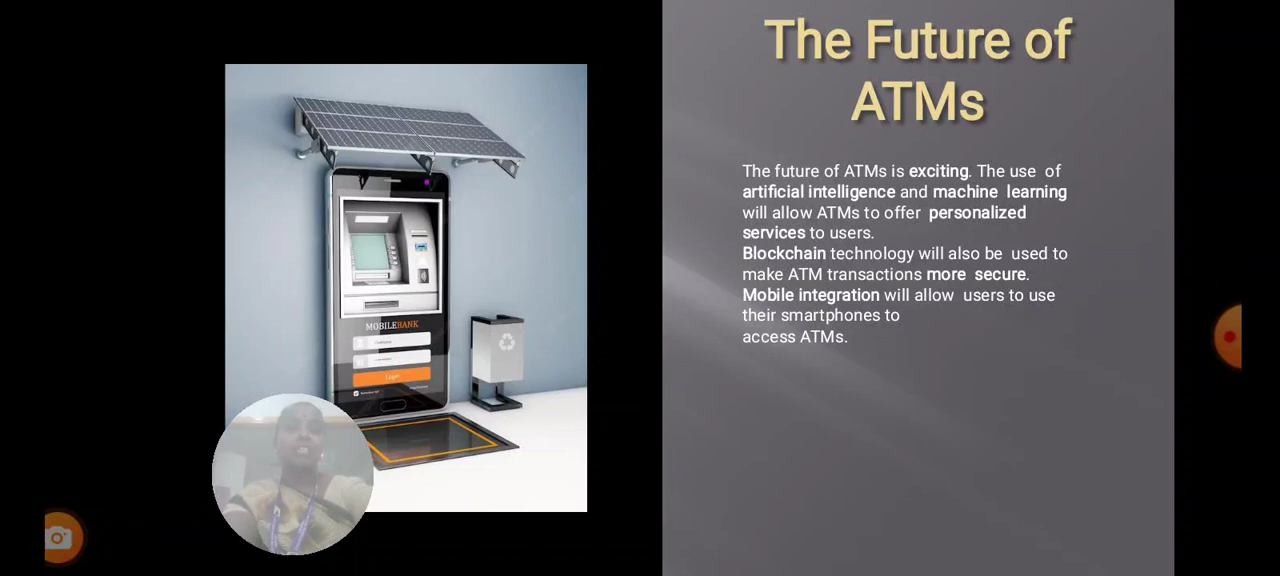 The Future of
ATMs
The future of ATMs is exciting. The use of
artificial intelligence and machine learning
will allow ATMs to offer personalized
services to users.
Blockchain technology will also be used to
make ATM transactions more secure.
Mobile integration will allow users to use
their smartphones to
access ATMs.
MOBILEBANK
Login